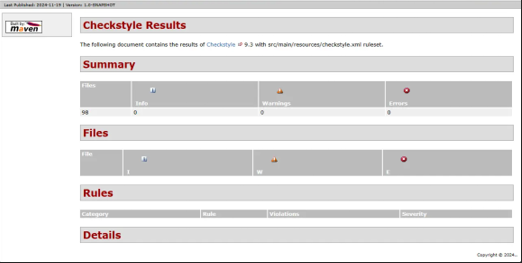 Last Published: 2024-11-19 | Version: 1.0-SNAPSHOT
Built by:
maven
Checkstyle Results
The following document contains the results of Checkstyle 9.3 with src/main/resources/checkstyle.xml ruleset.
Summary
Files Info Warnings Errors
98 0 0 0
Files
File I W E
Rules
Category Rule Violations Severity
Details
Copyright © 2024...